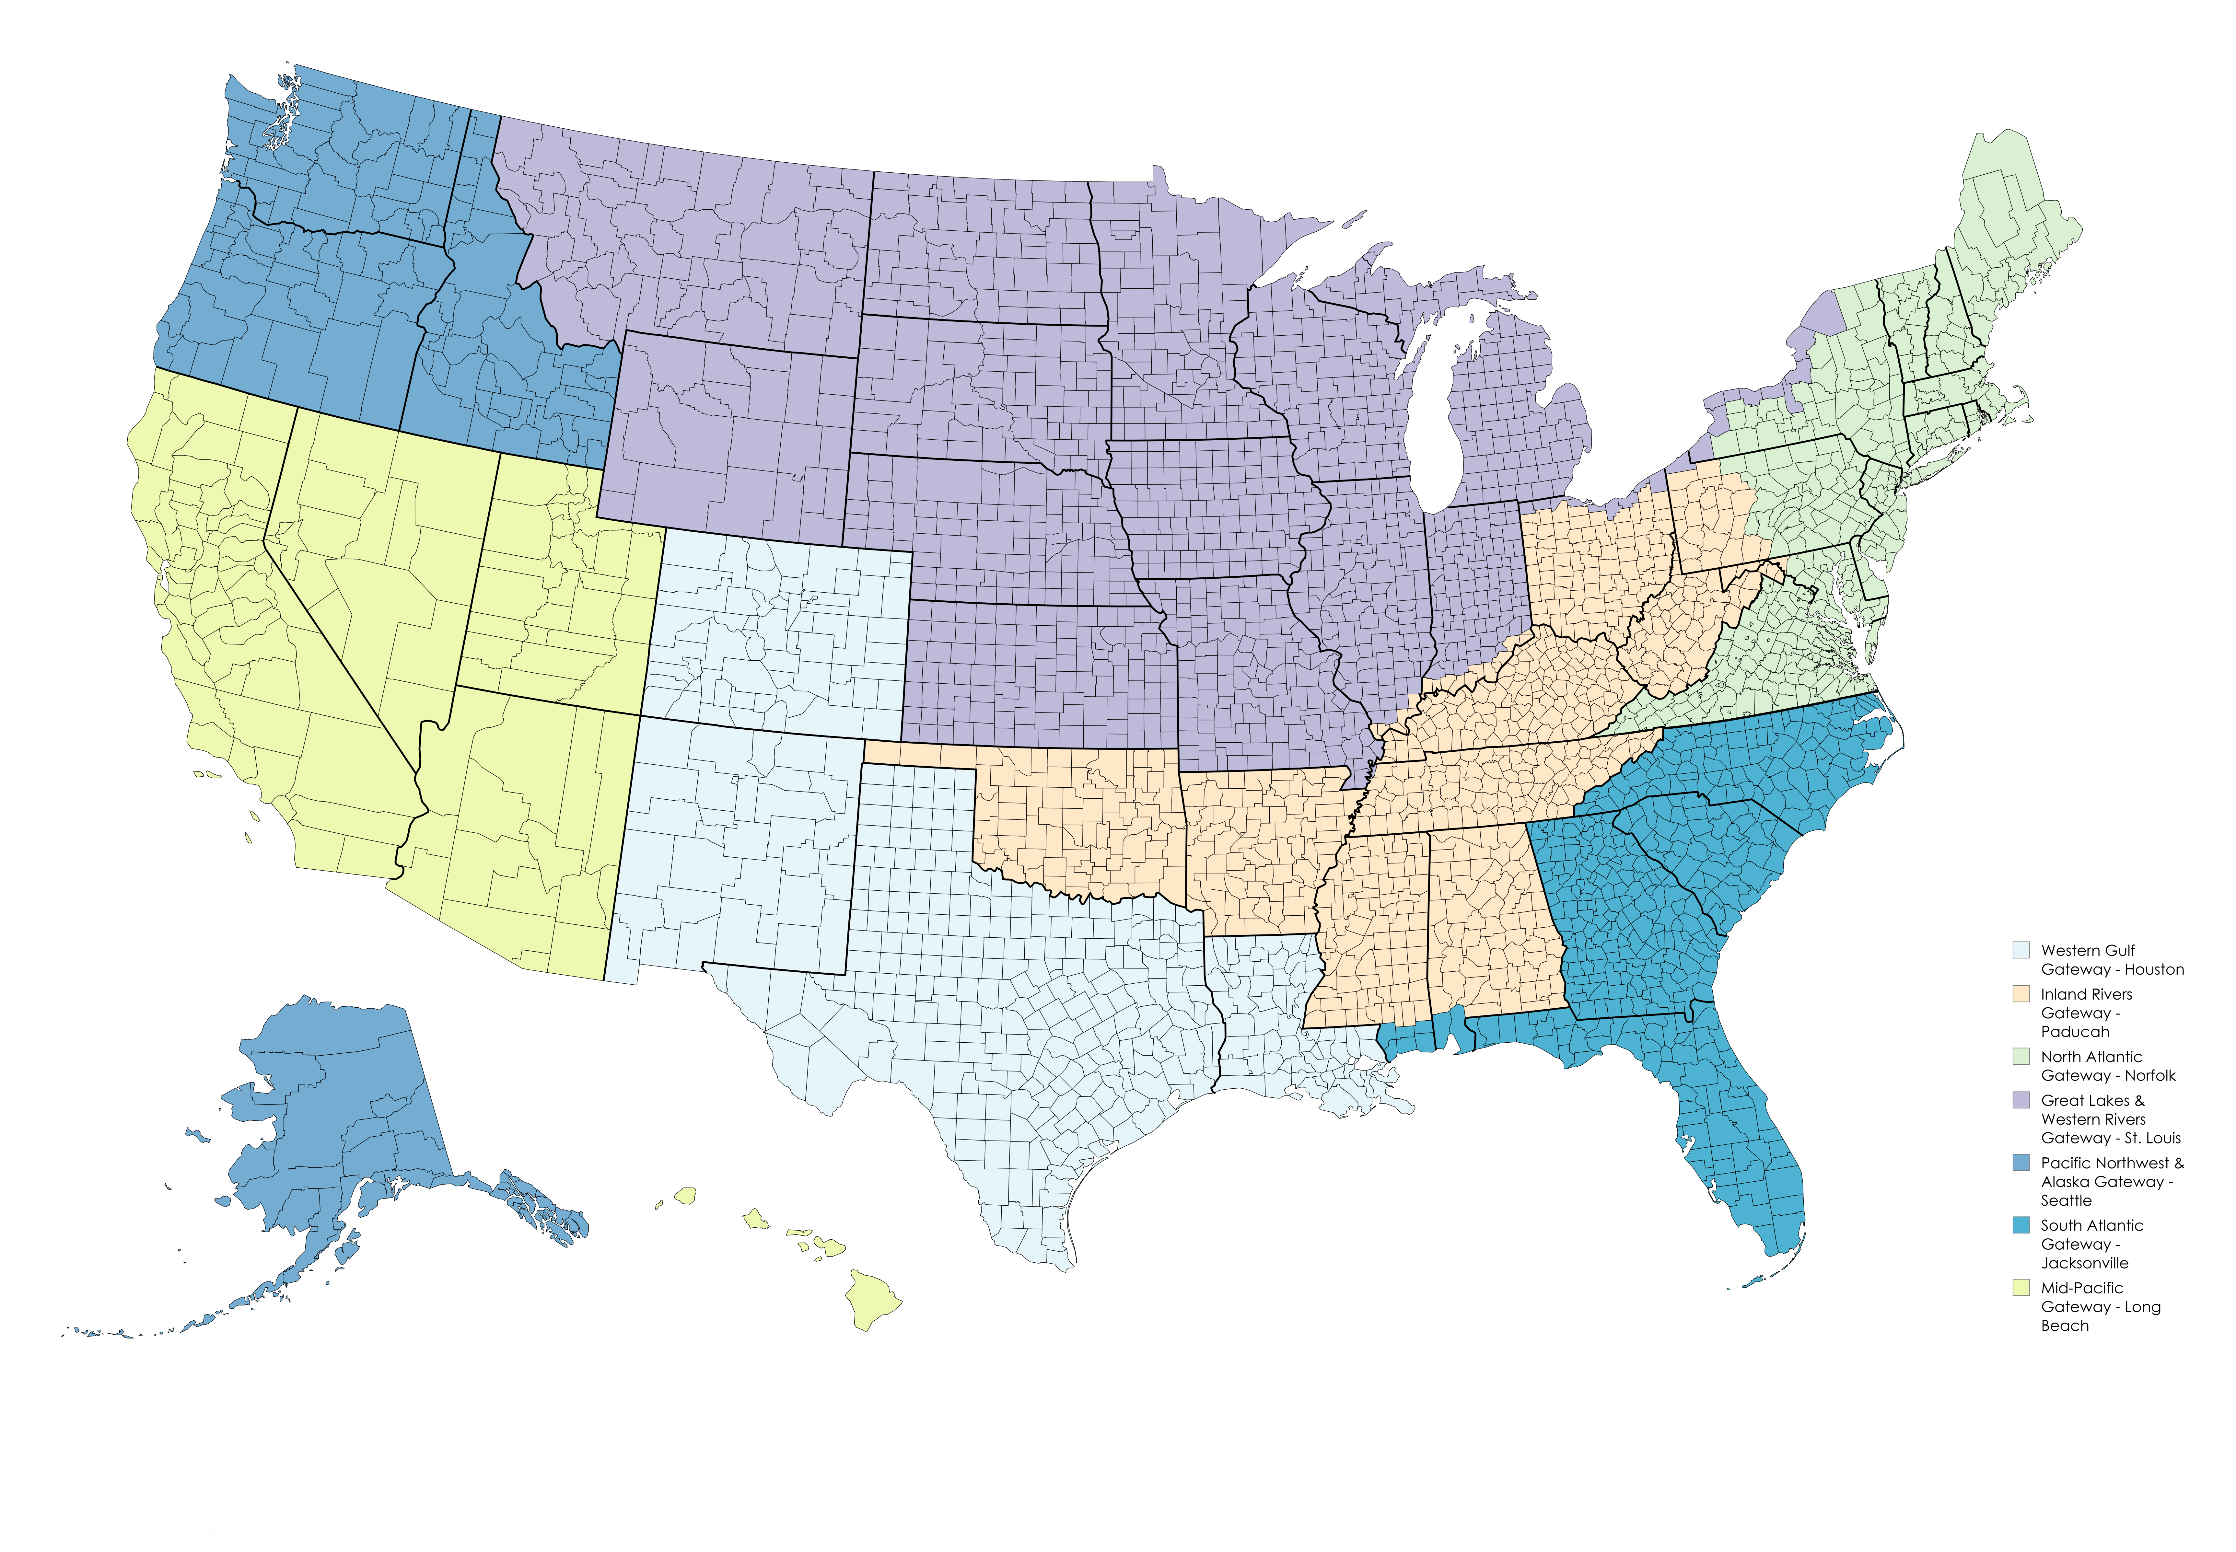 Western Gulf
Gateway - Houston
Inland Rivers
Gateway -
Paducah
North Atlantic
Gateway - Norfolk
Great Lakes &
Western Rivers
Gateway - St. Louis
Pacific Northwest &
Alaska Gateway -
Seattle
South Atlantic
Gateway -
Jacksonville
Mid-Pacific
Gateway - Long
Beach